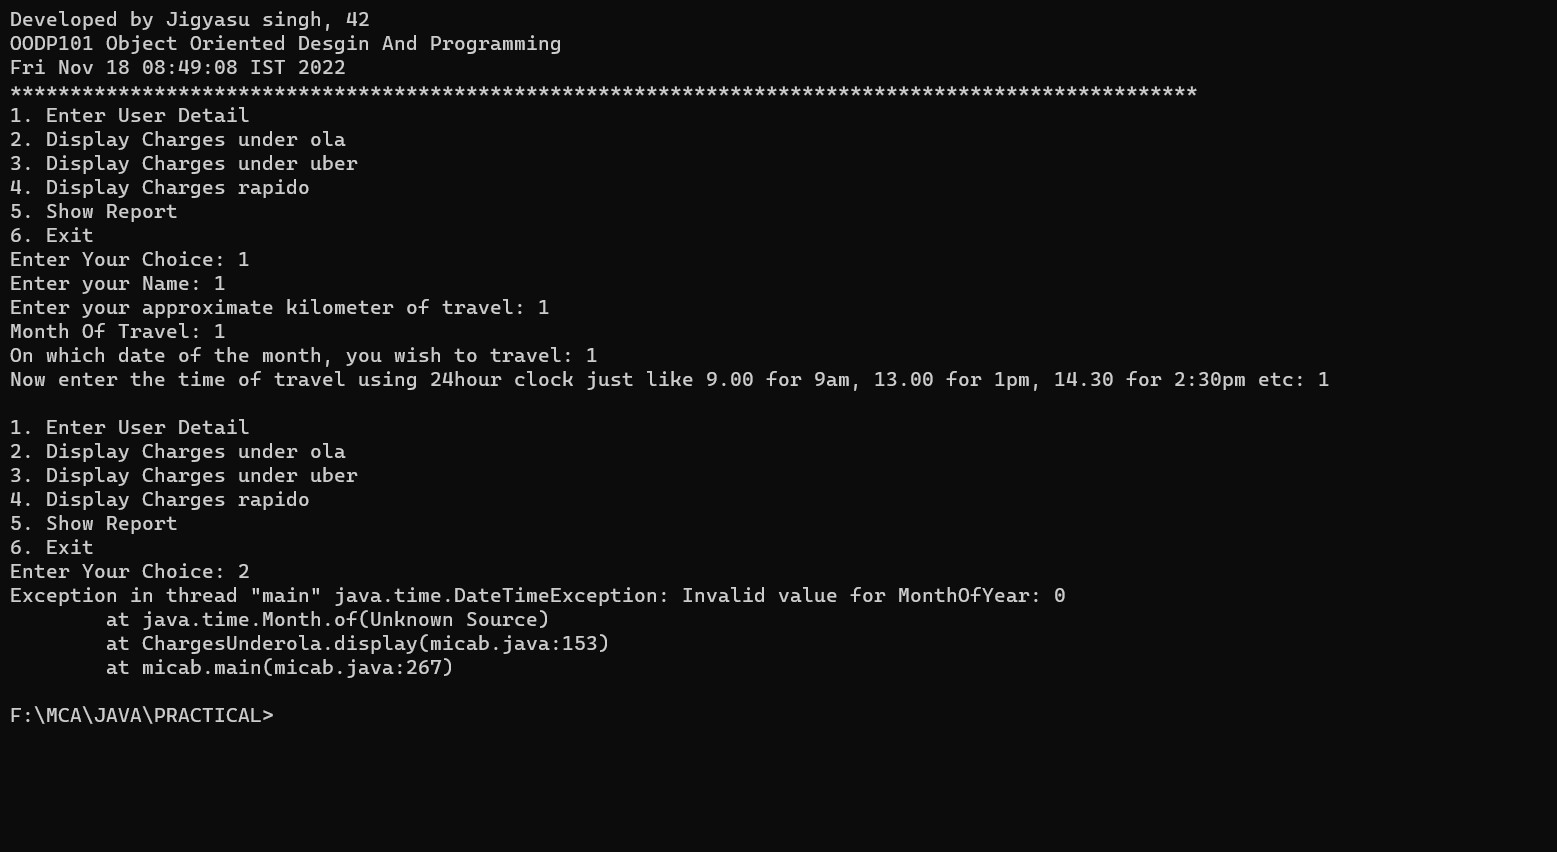 Developed by Jigyasu singh, 42
OODP101 Object Oriented Desgin And Programming
Fri Nov 18 08:49:08 IST 2022
***************************************************************************************************
1. Enter User Detail
2. Display Charges under ola
3. Display Charges under uber
4. Display Charges rapido
5. Show Report
6. Exit
Enter Your Choice: 1
Enter your Name: 1
Enter your approximate kilometer of travel: 1
Month Of Travel: 1
On which date of the month, you wish to travel: 1
Now enter the time of travel using 24hour clock just like 9.00 for 9am, 13.00 for 1pm, 14.30 for 2:30pm etc: 1
1. Enter User Detail
2. Display Charges under ola
3. Display Charges under uber
4. Display Charges rapido
5. Show Report
6. Exit
Enter Your Choice: 2
Exception in thread "main" java.time.DateTimeException: Invalid value for MonthOfYear: 0
        at java.time.Month.of(Unknown Source)
        at ChargesUnderola.display(micab.java:153)
        at micab.main(micab.java:267)
F:\MCA\JAVA\PRACTICAL>